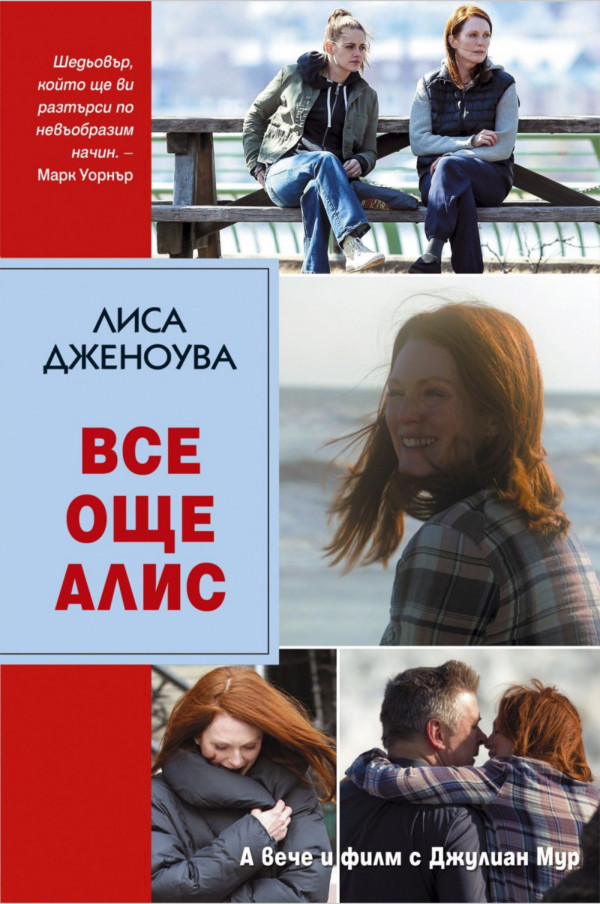 Шедьовър,
който ще ви
разтърси по
невъобразим
начин. –
Марк Уорнър
ЛИСА
ДЖЕНОУВА
ВСЕ
ОЩЕ
АЛИС
А вече и филм с Джулиан Мур